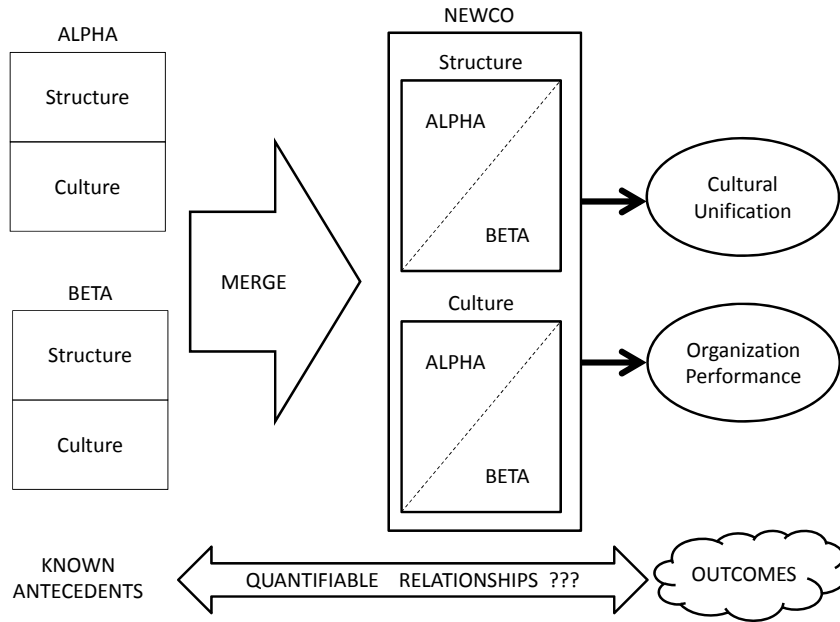 ALPHA
Structure
Culture
BETA
Structure
Culture
MERGE
NEWCO
Structure
ALPHA
BETA
Culture
ALPHA
BETA
Cultural
Unification
Organization
Performance
KNOWN
ANTECEDENTS
QUANTIFIABLE RELATIONSHIPS ???
OUTCOMES